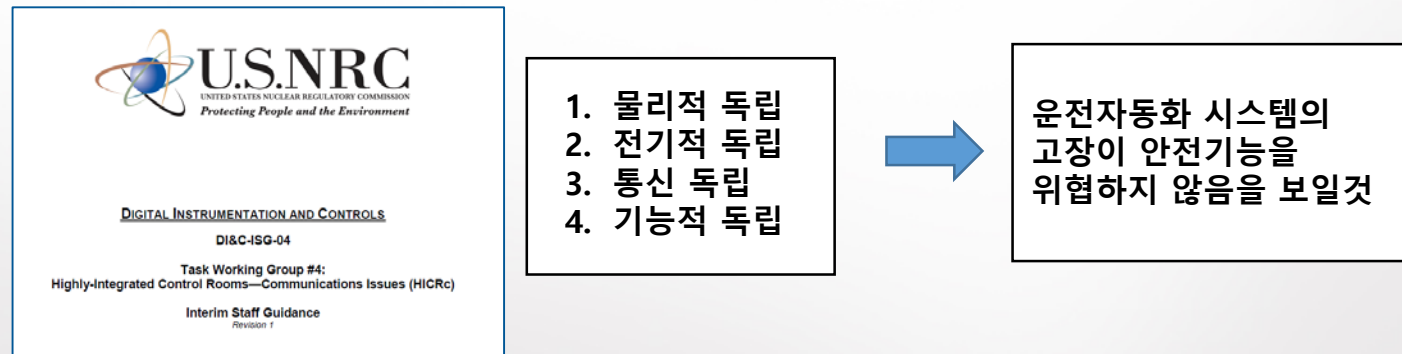 U.S.NRC
UNITED STATES NUCLEAR REGULATORY COMMISSION
Protecting People and the Environment
DIGITAL INSTRUMENTATION AND CONTROLS
DI&C-ISG-04
Task Working Group #4:
Highly-Integrated Control Rooms—Communications Issues (HICRc)
Interim Staff Guidance
Revision 1
1. 물리적 독립
2. 전기적 독립
3. 통신 독립
4. 기능적 독립
운전자동화 시스템의
고장이 안전기능을
위협하지 않음을 보일것